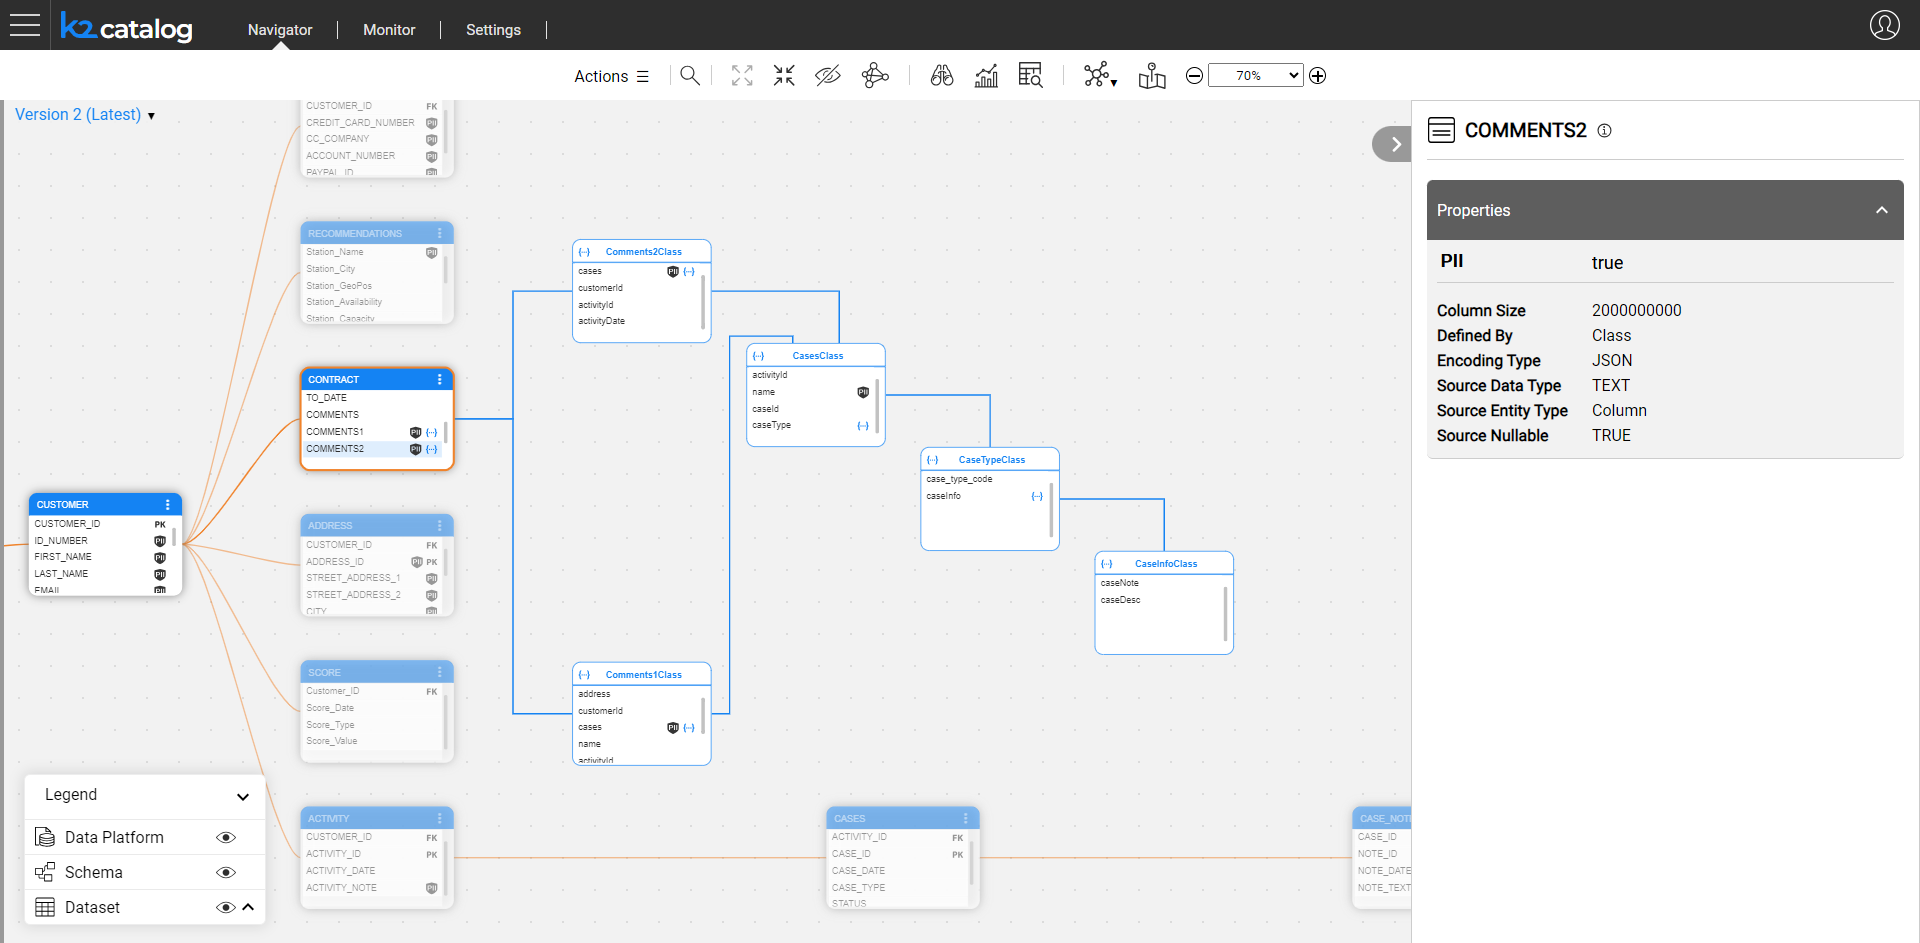 k2catalog
Navigator
Monitor
Settings
Actions
70%
Version 2 (Latest)
CUSTOMER_ID FK
CREDIT_CARD_NUMBER PII
CC_COMPANY PII
ACCOUNT_NUMBER PII
PAYPAL_ID PII
RECOMMENDATIONS
Station_Name PII
Station_City
Station_GeoPos
Station_Availability
Station_Capacity
CONTRACT
TO_DATE
COMMENTS
COMMENTS1 PII {...}
COMMENTS2 PII {...}
CUSTOMER
CUSTOMER_ID PK
ID_NUMBER PII
FIRST_NAME PII
LAST_NAME PII
EMAIL PII
ADDRESS
CUSTOMER_ID FK
ADDRESS_ID PII PK
STREET_ADDRESS_1 PII
STREET_ADDRESS_2 PII
CITY PII
SCORE
Customer_ID FK
Score_Date
Score_Type
Score_Value
ACTIVITY
CUSTOMER_ID FK
ACTIVITY_ID PK
ACTIVITY_DATE
ACTIVITY_NOTE PII
{...} Comments2Class
cases PII {...}
customerId
activityId
activityDate
{...} CasesClass
activityId
name PII
caseId
caseType {...}
{...} CaseTypeClass
case_type_code
caseInfo {...}
{...} CaseInfoClass
caseNote
caseDesc
{...} Comments1Class
address
customerId
cases PII {...}
name
activityId
CASES
ACTIVITY_ID FK
CASE_ID PK
CASE_DATE
CASE_TYPE
STATUS
CASE_NOT
CASE_ID
NOTE_ID
NOTE_DATE
NOTE_TEXT
Legend
Data Platform
Schema
Dataset
COMMENTS2
Properties
PII true
Column Size 2000000000
Defined By Class
Encoding Type JSON
Source Data Type TEXT
Source Entity Type Column
Source Nullable TRUE